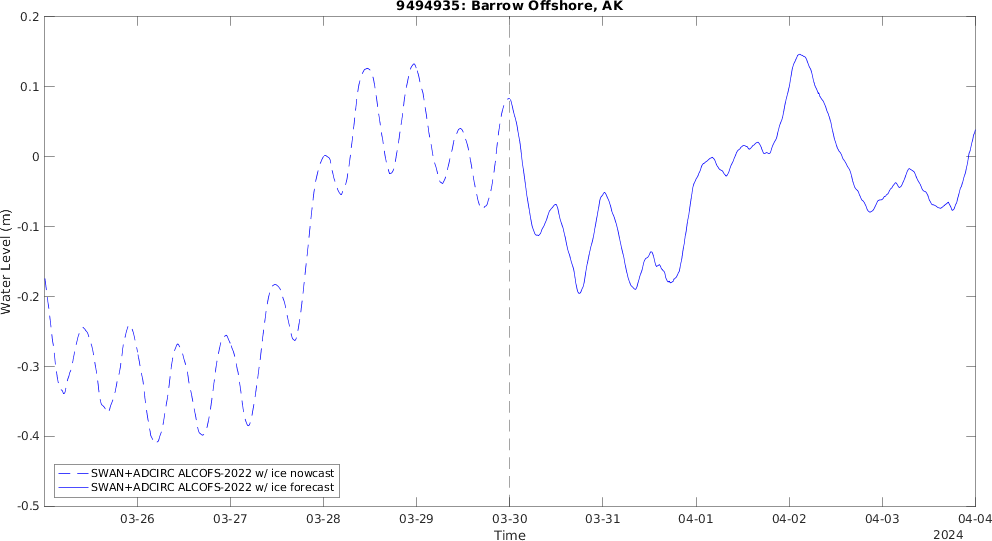 9494935: Barrow Offshore, AK
0.2
0.1
0
-0.1
-0.2
-0.3
-0.4
-0.5
Water Level (m)
SWAN+ADCIRC ALCOFS-2022 w/ ice nowcast
SWAN+ADCIRC ALCOFS-2022 w/ ice forecast
03-26 03-27 03-28 03-29 03-30 03-31 04-01 04-02 04-03 04-04
Time
2024